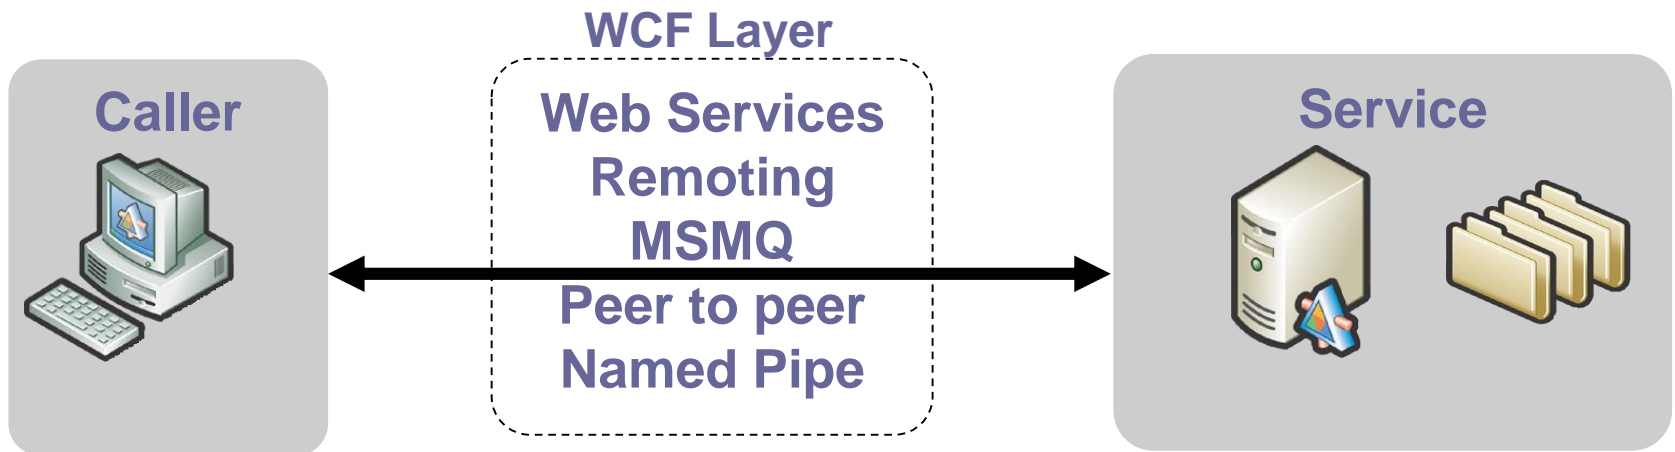 WCF Layer
Caller
Web Services
Remoting
MSMQ
Peer to peer
Named Pipe
Service